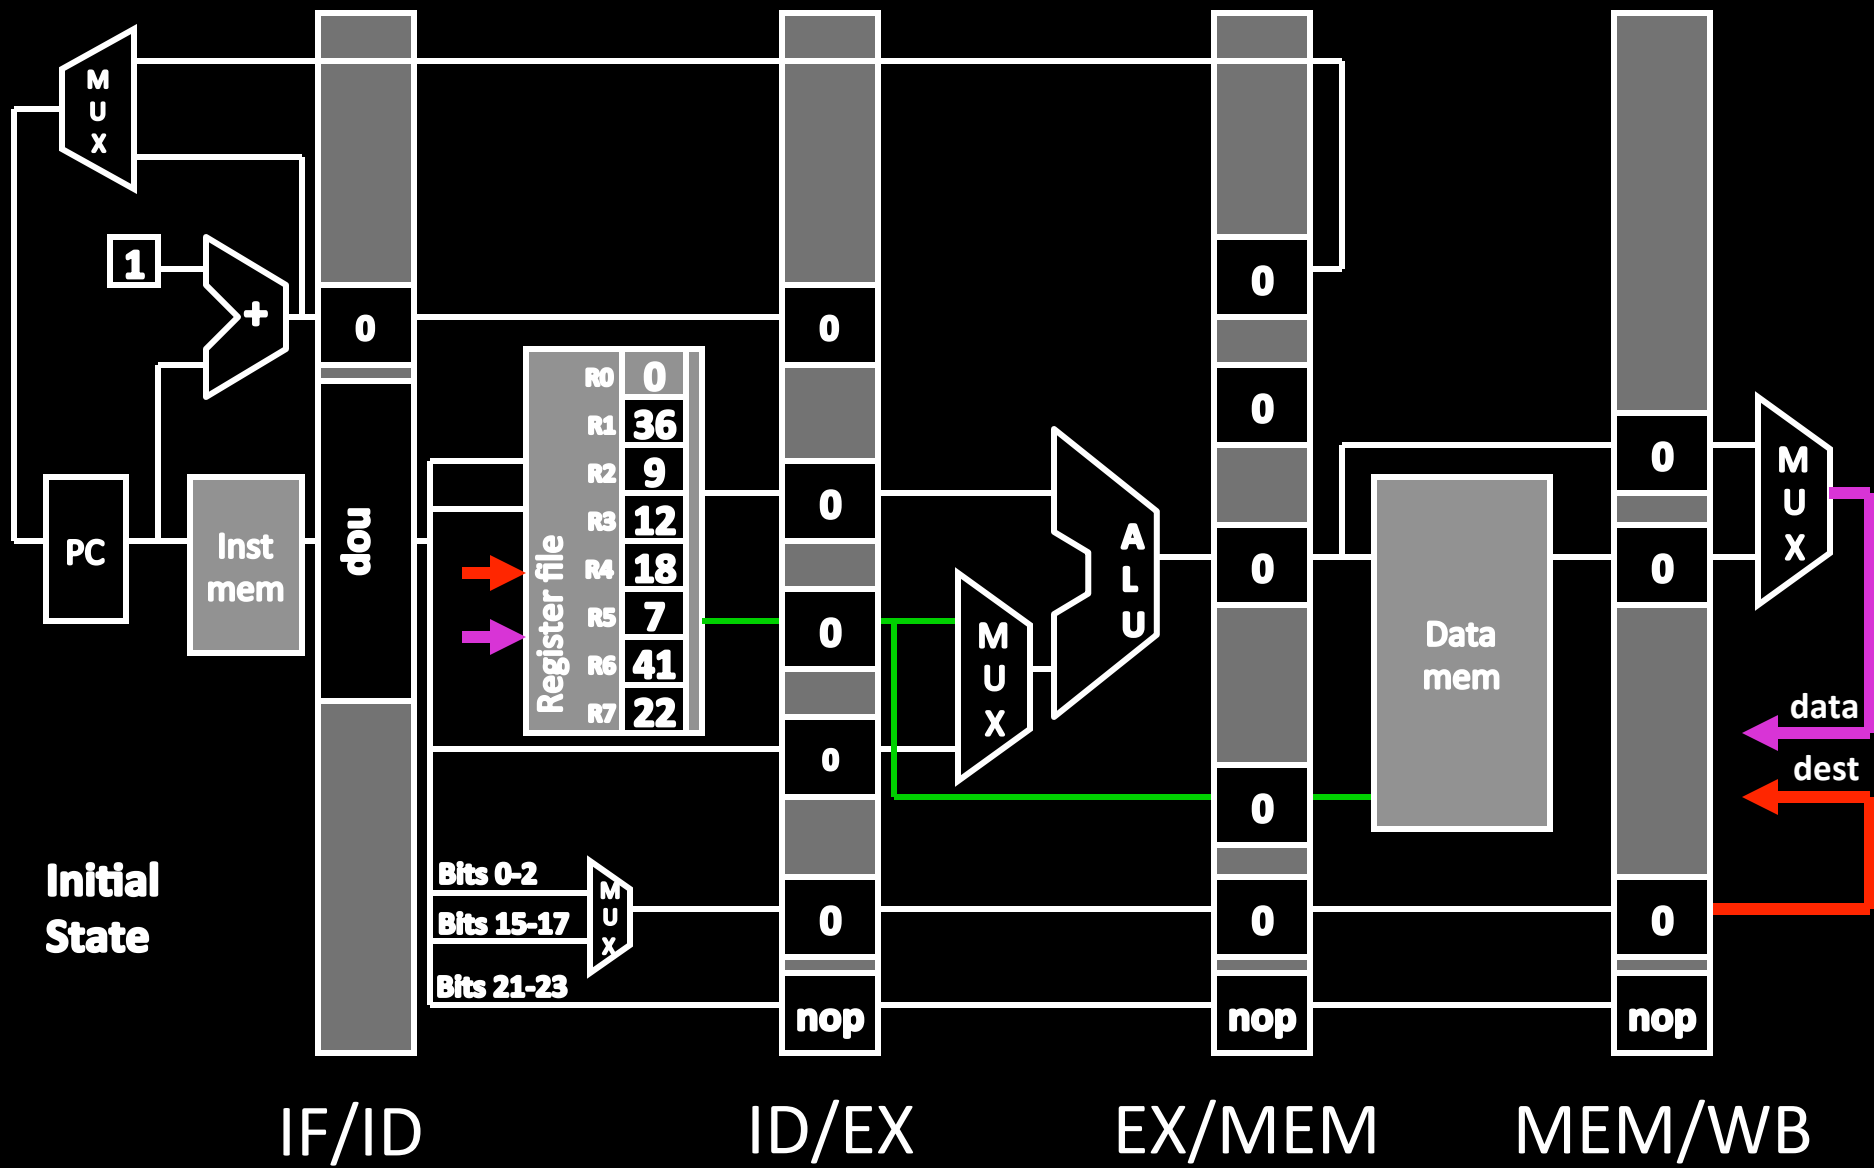 M
U
X
1
+
0
0
0
0
PC
Inst
mem
nop
Register file
R0 0
R1 36
R2 9
R3 12
R4 18
R5 7
R6 41
R7 22
0
0
0
M
U
X
A
L
U
0
0
Data
mem
0
0
M
U
X
data
dest
Initial
State
Bits 0-2
Bits 15-17
Bits 21-23
M
U
X
0
0
0
nop
nop
nop
IF/ID
ID/EX
EX/MEM
MEM/WB